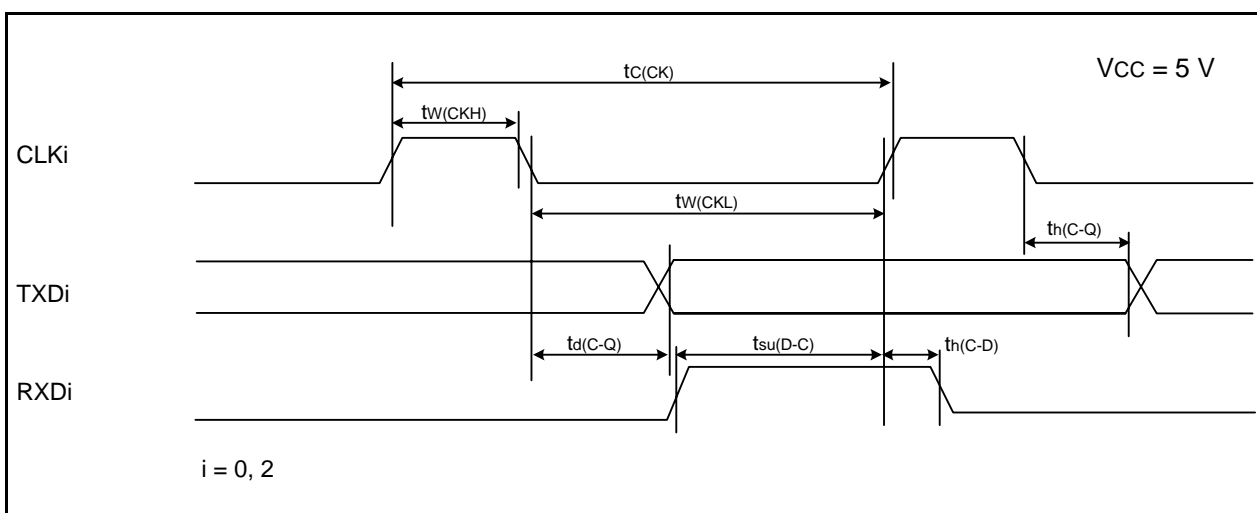 tC(CK)
VCC = 5 V
tW(CKH)
CLKi
tW(CKL)
th(C-Q)
TXDi
td(C-Q)
tsu(D-C)
th(C-D)
RXDi
i = 0, 2